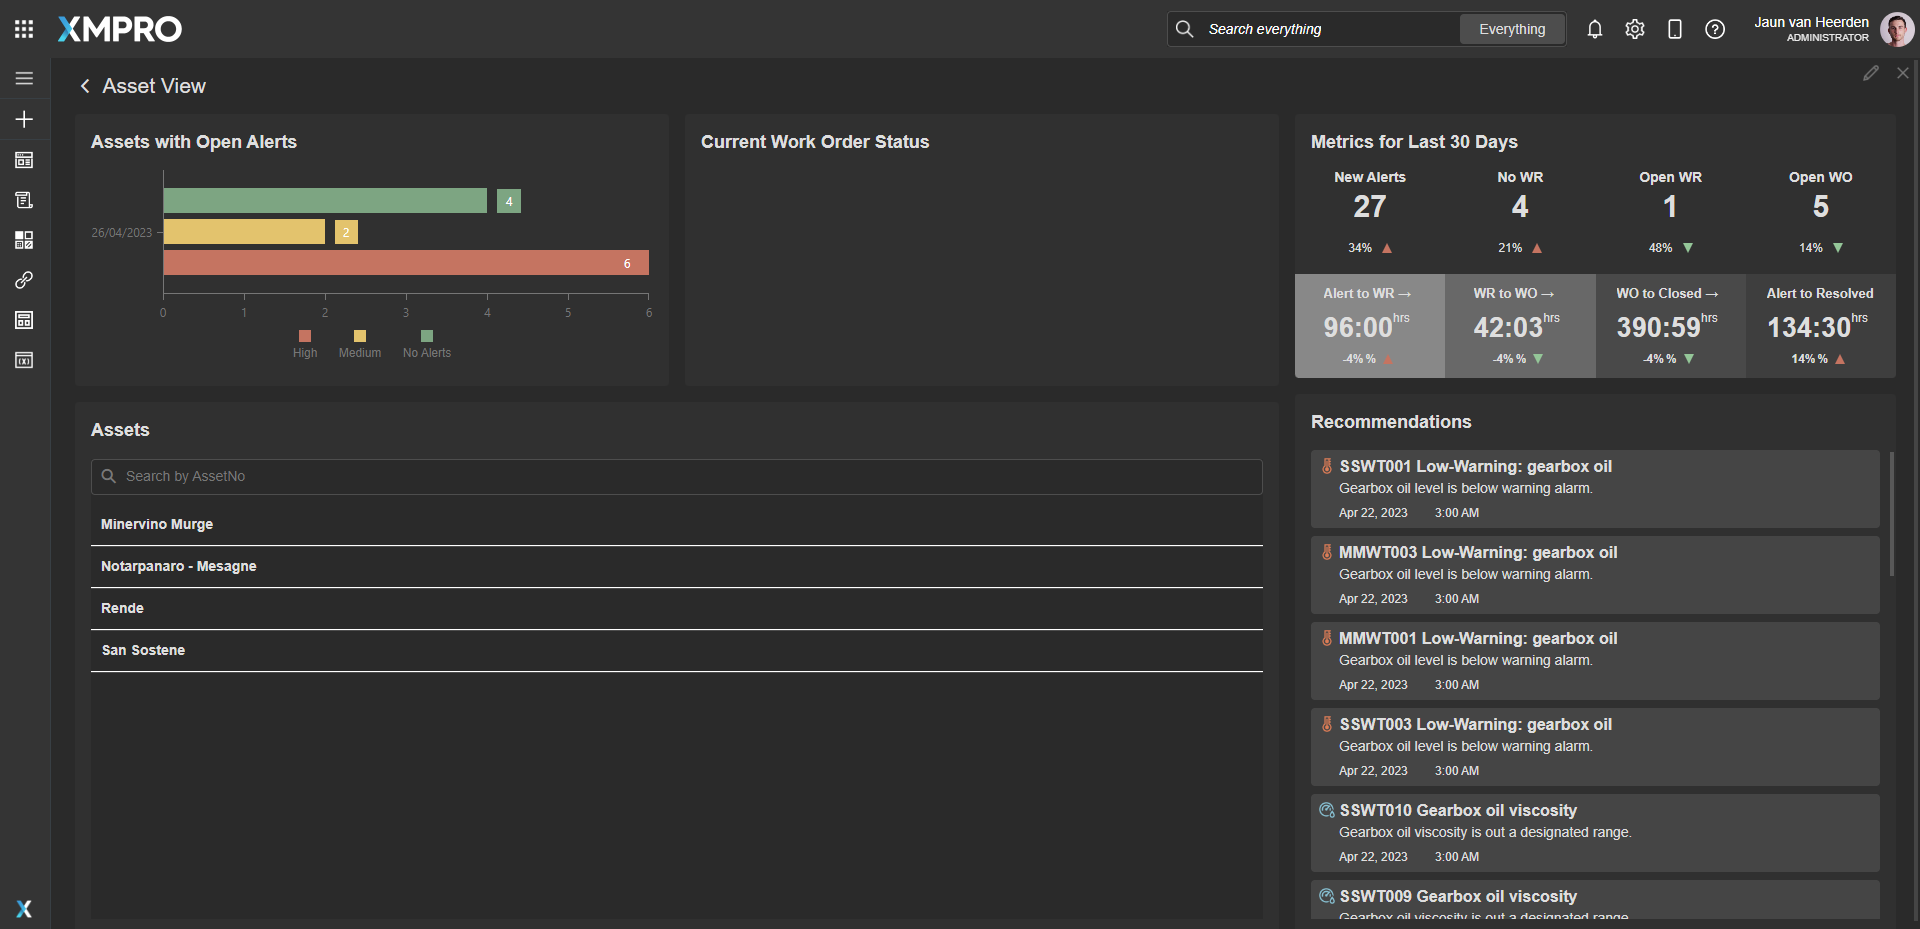 XMPRO
Search everything
Everything
Jaun van Heerden
ADMINISTRATOR
Asset View
Assets with Open Alerts
4
26/04/2023
2
6
0 1 2 3 4 5 6
High Medium No Alerts
Current Work Order Status
Metrics for Last 30 Days
New Alerts No WR Open WR Open WO
27 4 1 5
34% 21% 48% 14%
Alert to WR → WR to WO → WO to Closed → Alert to Resolved
96:00 hrs 42:03 hrs 390:59 hrs 134:30 hrs
-4% % -4% % -4% % 14% %
Assets
Search by AssetNo
Minervino Murge
Notarpanaro - Mesagne
Rende
San Sostene
Recommendations
SSWT001 Low-Warning: gearbox oil
Gearbox oil level is below warning alarm.
Apr 22, 2023 3:00 AM
MMWT003 Low-Warning: gearbox oil
Gearbox oil level is below warning alarm.
Apr 22, 2023 3:00 AM
MMWT001 Low-Warning: gearbox oil
Gearbox oil level is below warning alarm.
Apr 22, 2023 3:00 AM
SSWT003 Low-Warning: gearbox oil
Gearbox oil level is below warning alarm.
Apr 22, 2023 3:00 AM
SSWT010 Gearbox oil viscosity
Gearbox oil viscosity is out a designated range.
Apr 22, 2023 3:00 AM
SSWT009 Gearbox oil viscosity
Gearbox oil viscosity is out a designated range.